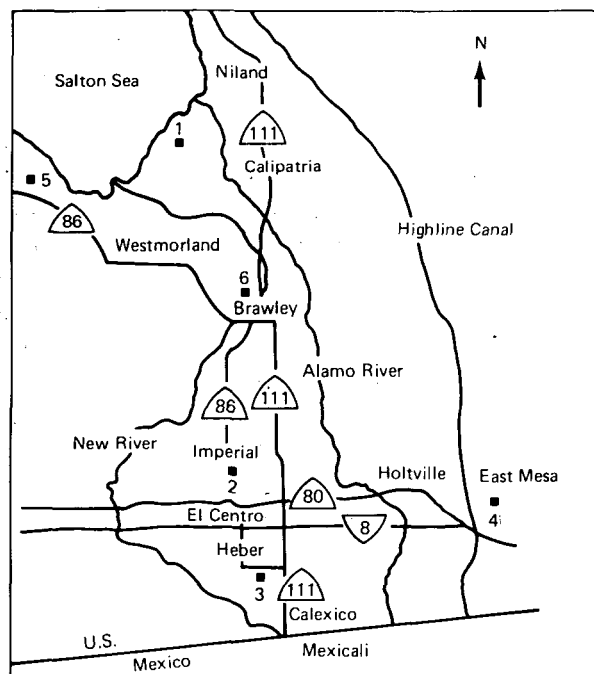 N
Niland
Salton Sea
1
111
Calipatria
5
86
Highline Canal
Westmorland
6
Brawley
Alamo River
86
111
New River
Imperial
Holtville
East Mesa
2
80
4
El Centro
8
Heber
3
111
Calexico
U.S.
Mexico
Mexicali